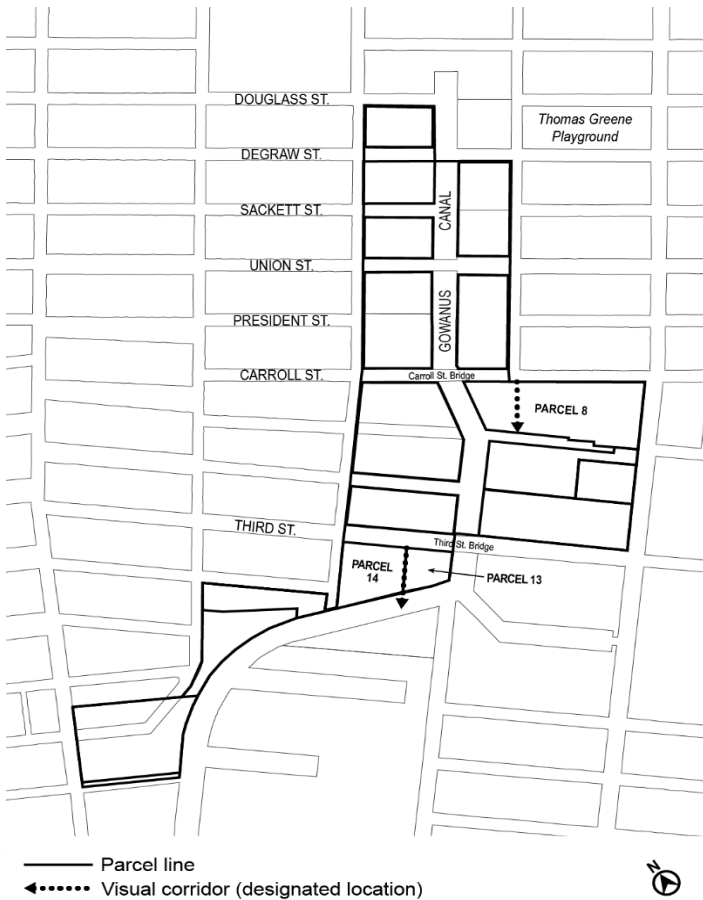 DOUGLASS ST.
Thomas Greene
Playground
DEGRAW ST.
SACKETT ST.
CANAL
UNION ST.
GOWANUS
PRESIDENT ST.
CARROLL ST.
Carroll St. Bridge
PARCEL 8
THIRD ST.
Third St. Bridge
PARCEL
14
PARCEL 13
Parcel line
Visual corridor (designated location)
N